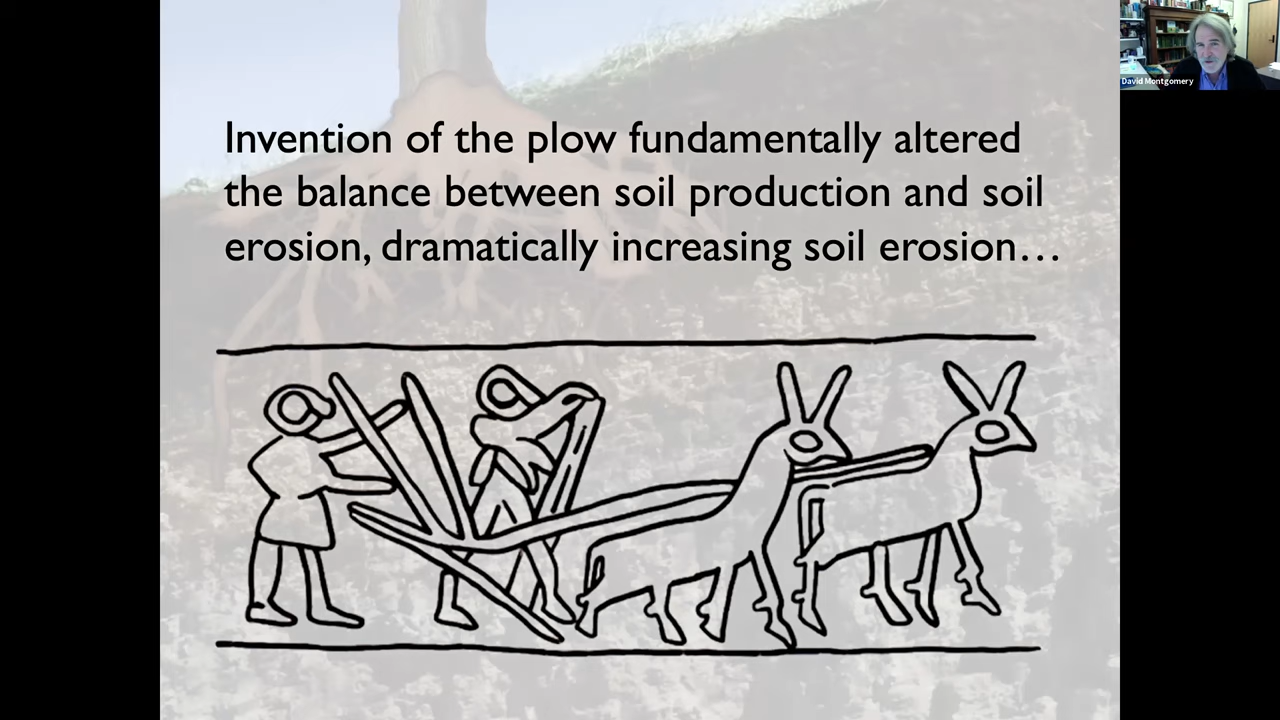 Invention of the plow fundamentally altered
the balance between soil production and soil
erosion, dramatically increasing soil erosion…
David Montgomery